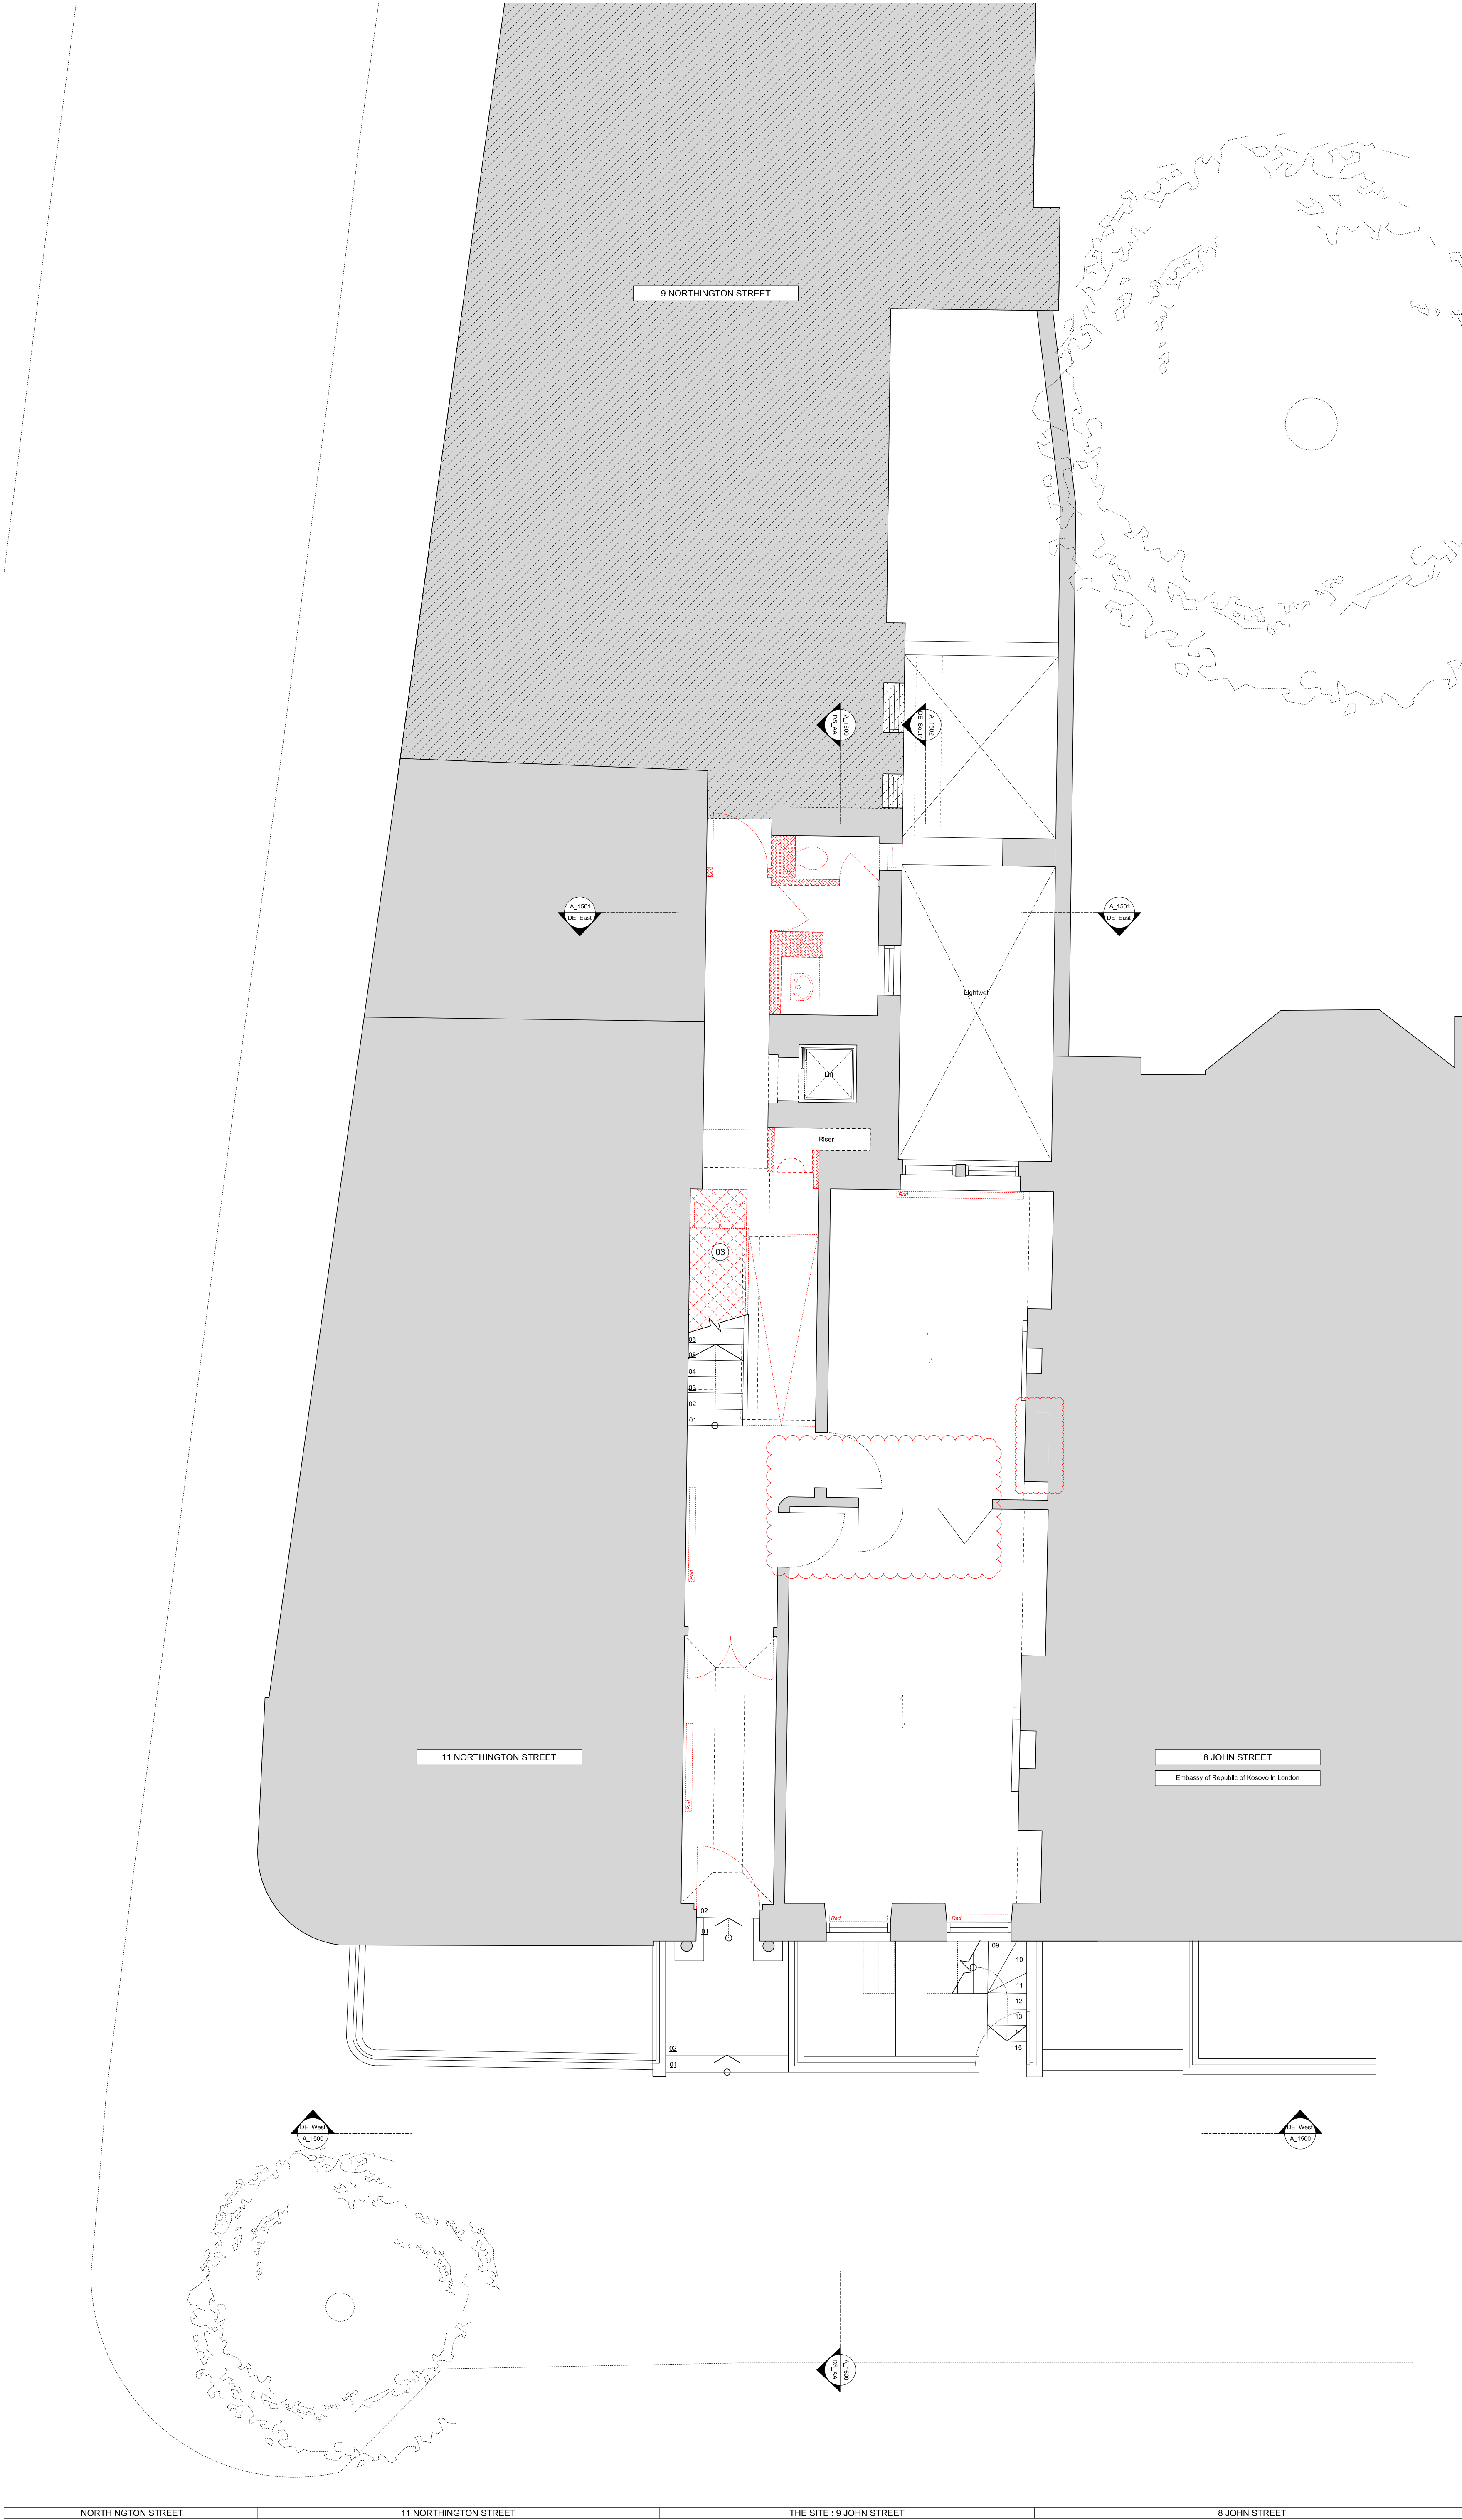 9 NORTHINGTON STREET
A_1600
DS_AA
A_1502
DE_South
A_1501
DE_East
A_1501
DE_East
Lightwell
Lift
Riser
Rad
03
06
05
04
03
02
01
Rad
11 NORTHINGTON STREET
8 JOHN STREET
Embassy of Republic of Kosovo in London
Rad
02
01
Rad
Rad
09
10
11
12
13
14
15
02
01
DE_West
A_1500
DE_West
A_1500
A_1600
DS_AA
NORTHINGTON STREET
11 NORTHINGTON STREET
THE SITE : 9 JOHN STREET
8 JOHN STREET